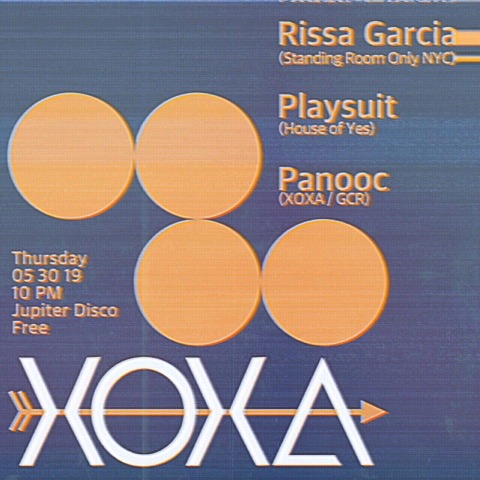 Rissa Garcia
(Standing Room Only NYC)
Playsuit
(House of Yes)
Panooc
(XOXA / GCR)
Thursday
05 30 19
10 PM
Jupiter Disco
Free
XOXA